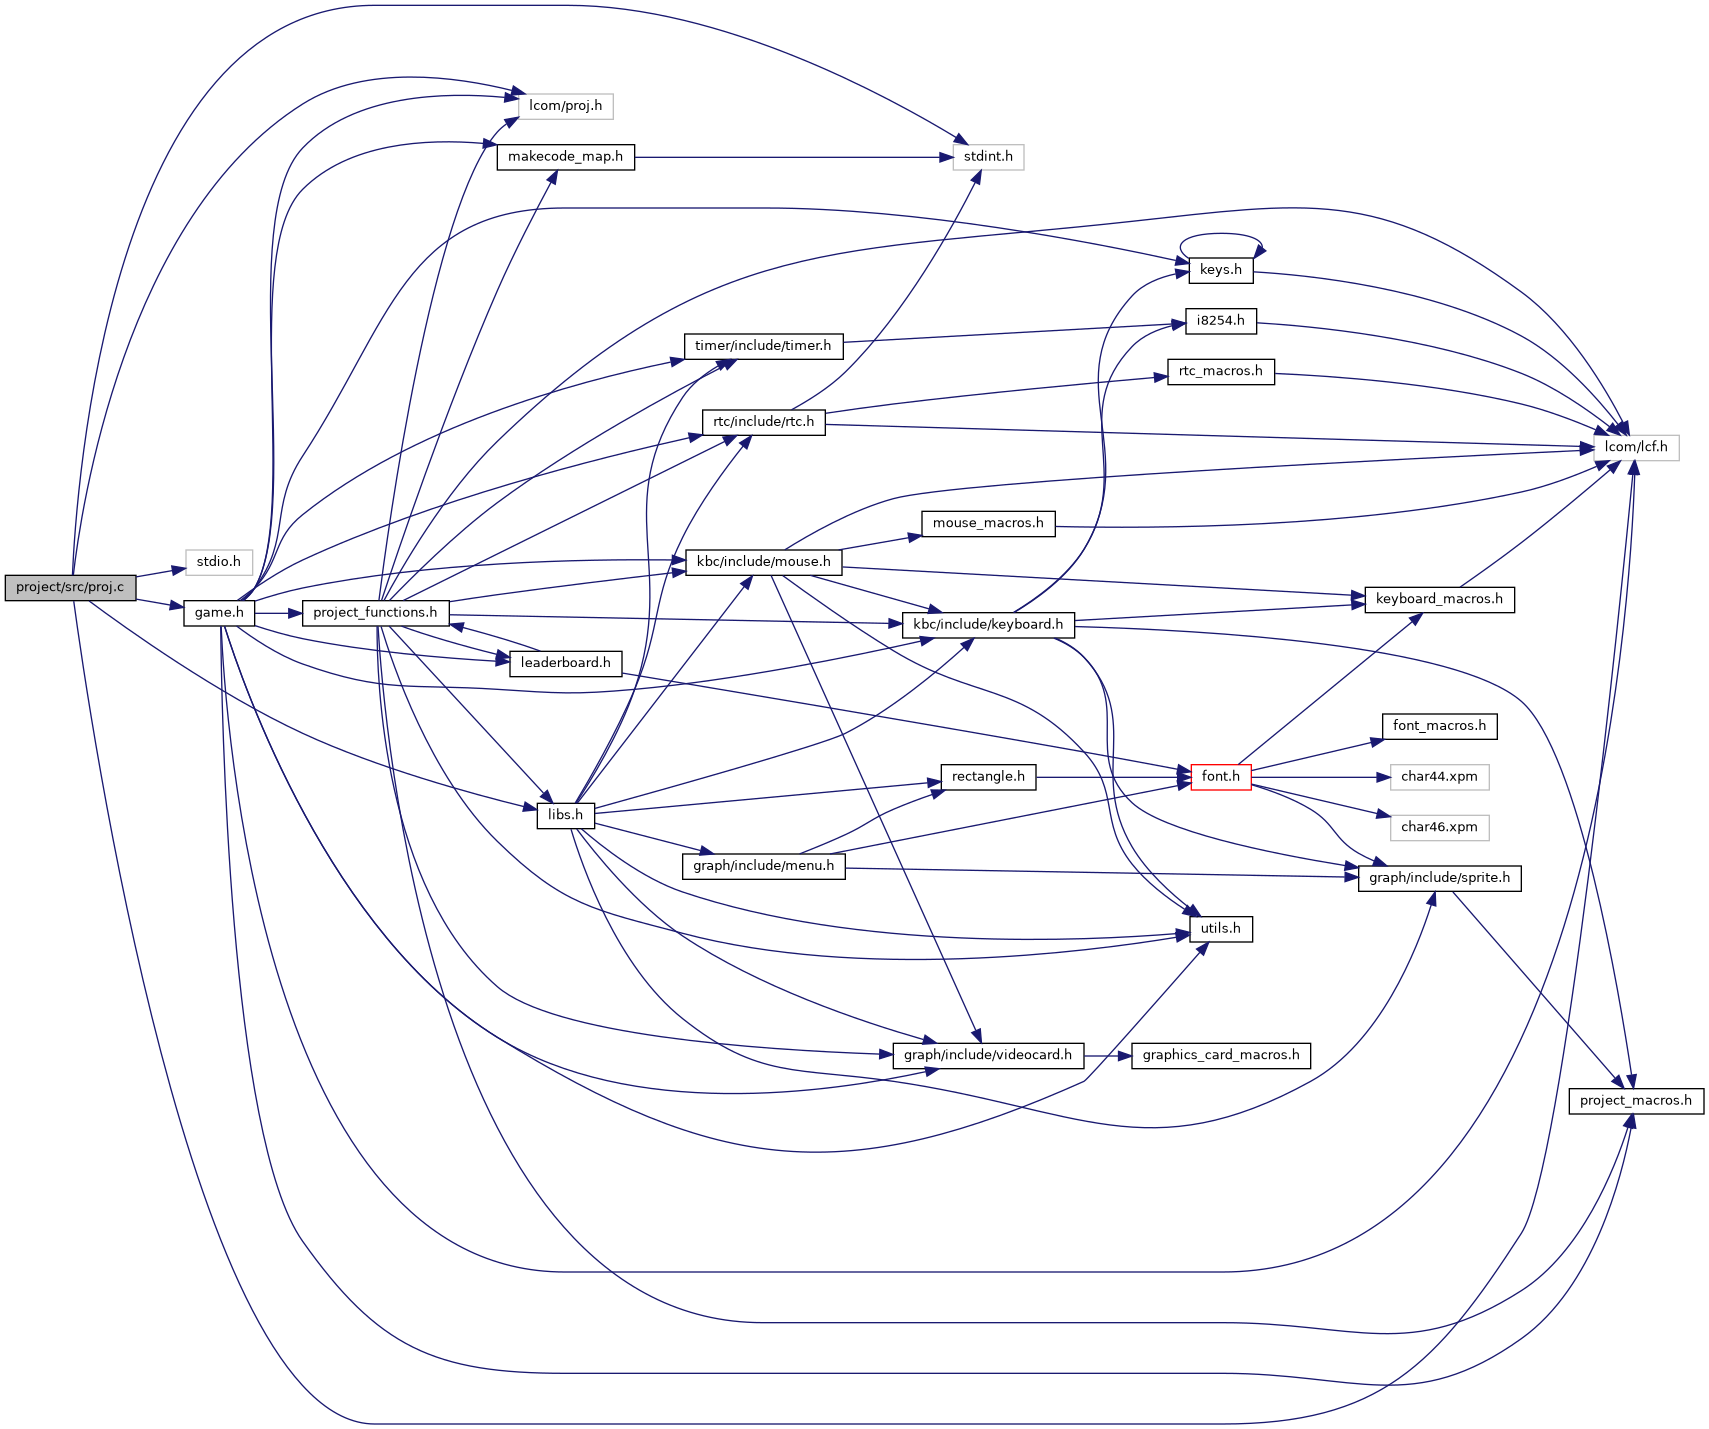 lcom/proj.h
makecode_map.h
stdint.h
keys.h
i8254.h
timer/include/timer.h
rtc_macros.h
rtc/include/rtc.h
lcom/lcf.h
mouse_macros.h
stdio.h
kbc/include/mouse.h
project/src/proj.c
keyboard_macros.h
game.h
project_functions.h
kbc/include/keyboard.h
leaderboard.h
font_macros.h
rectangle.h
font.h
char44.xpm
libs.h
char46.xpm
graph/include/menu.h
graph/include/sprite.h
utils.h
graph/include/videocard.h
graphics_card_macros.h
project_macros.h